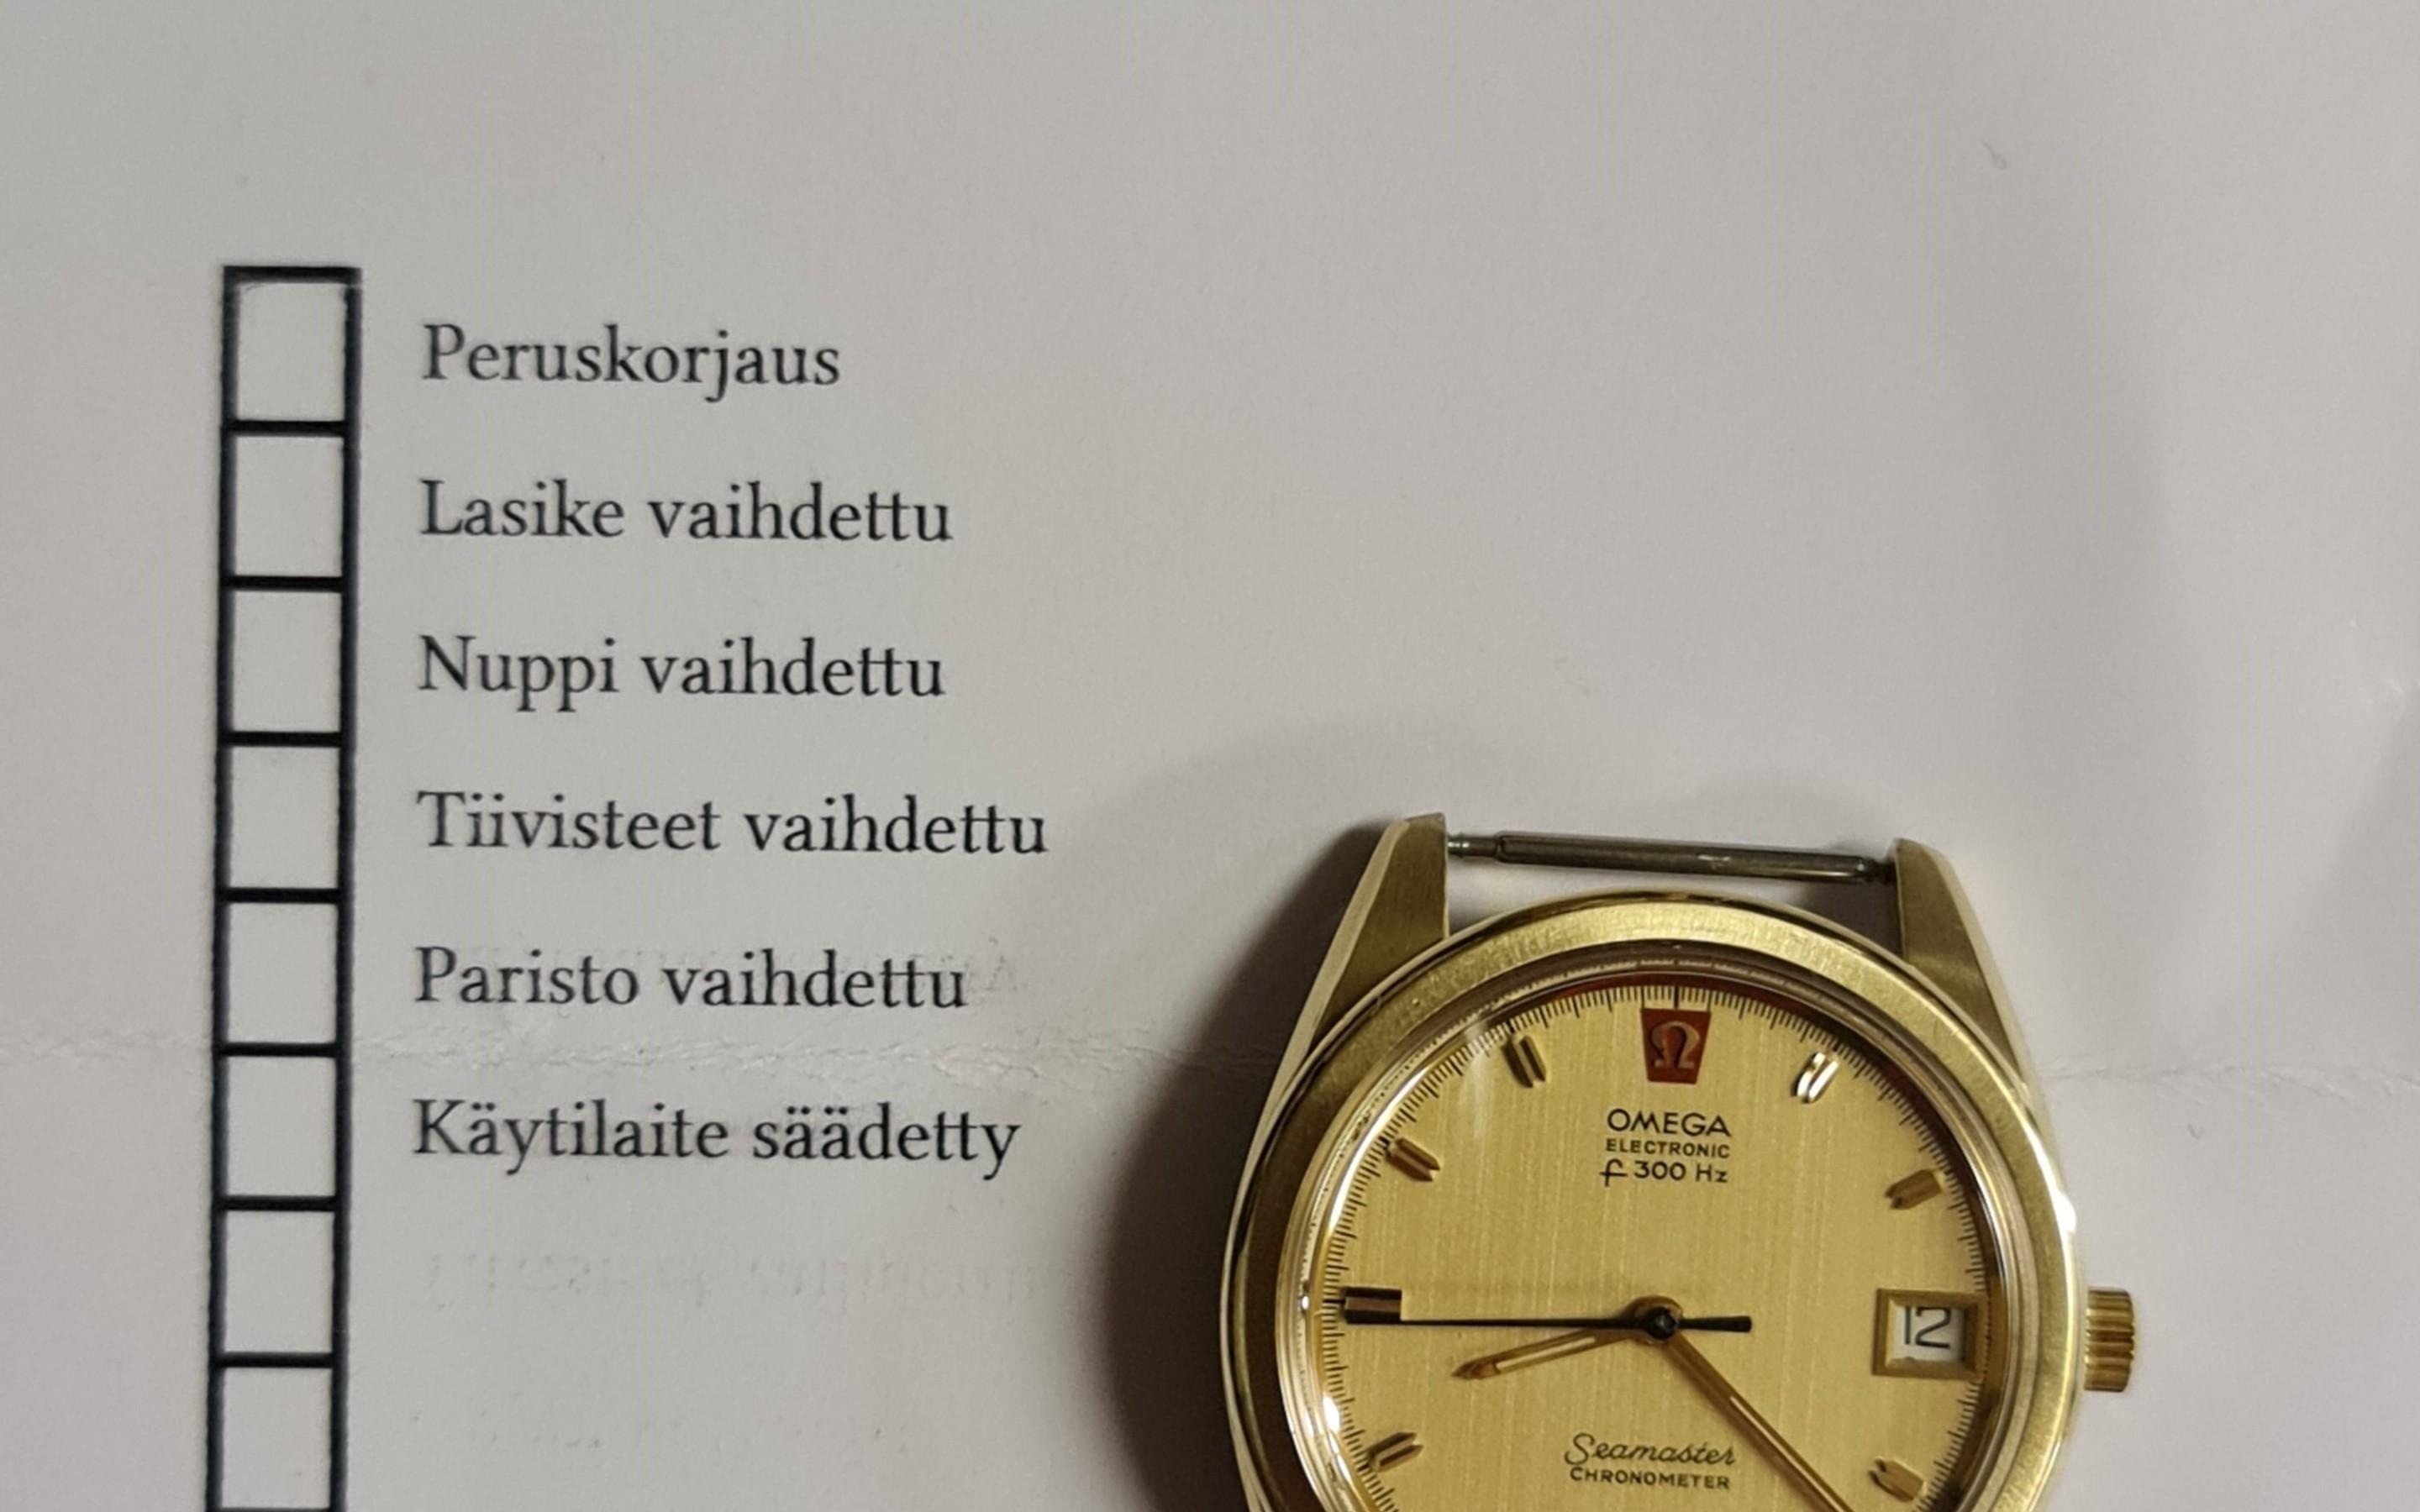 Peruskorjaus
Lasike vaihdettu
Nuppi vaihdettu
Tiivisteet vaihdettu
Paristo vaihdettu
Käytilaite säädetty
OMEGA
ELECTRONIC
f 300 Hz
12
Seamaster
CHRONOMETER